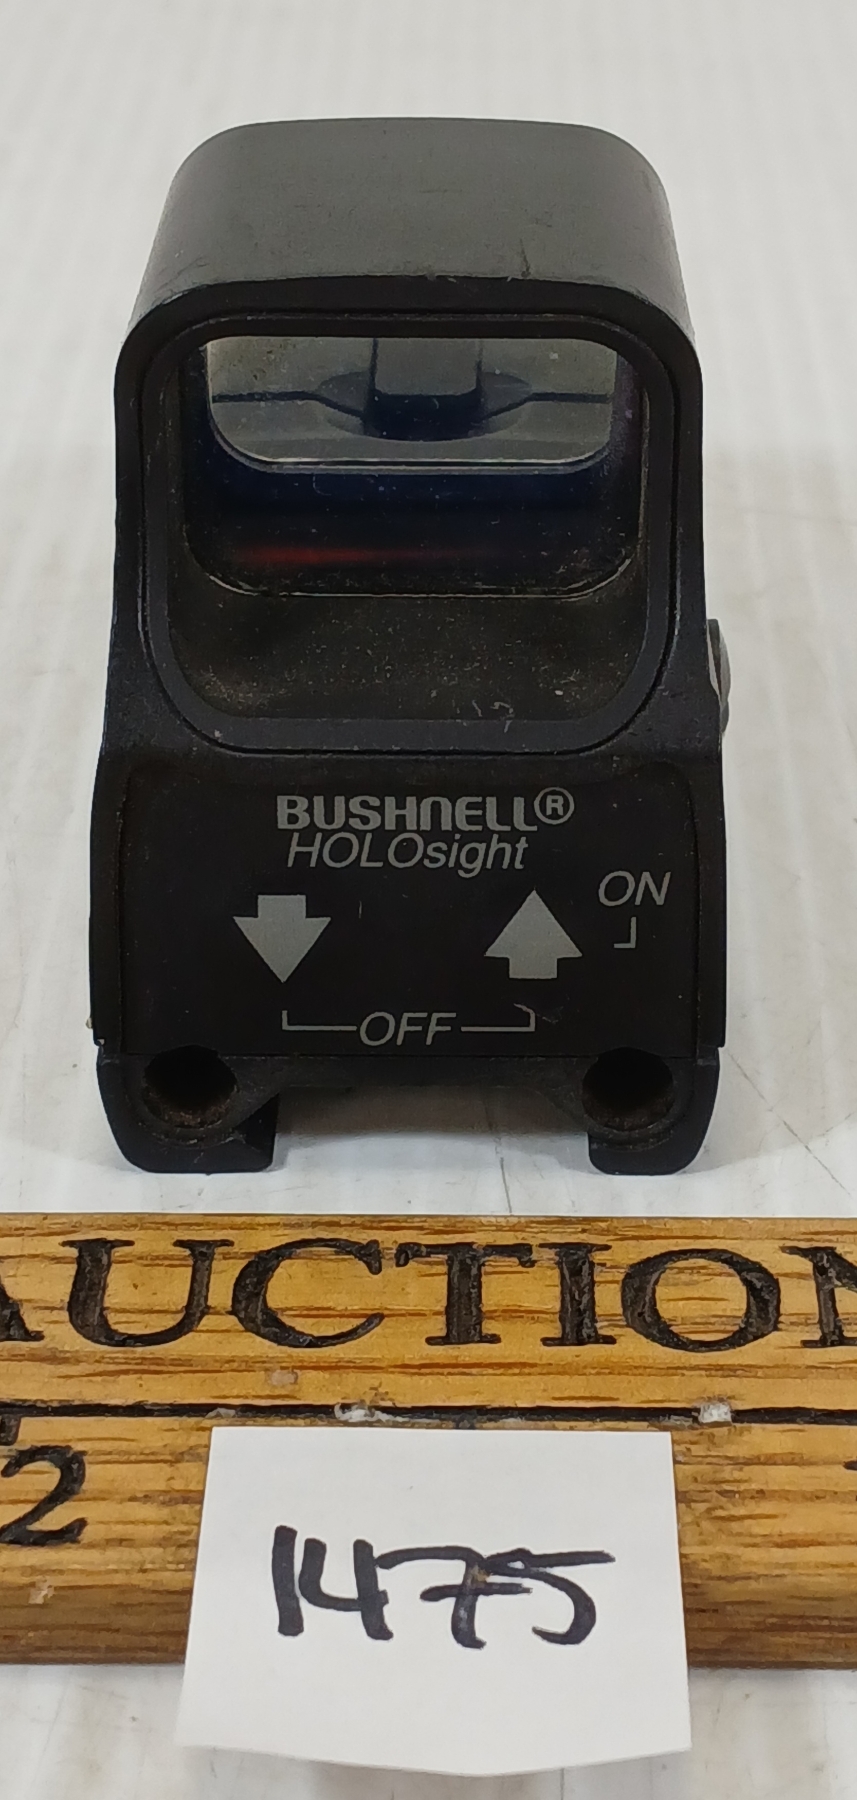 BUSHNELL®
HOLOsight
ON
OFF
AUCTION
2
1475